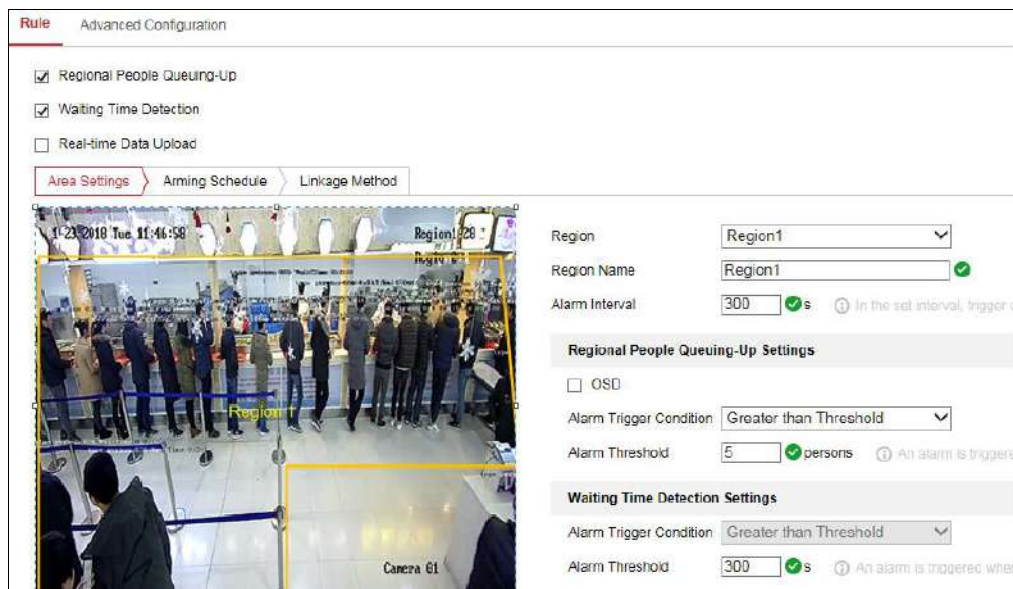 Rule Advanced Configuration
Regional People Queuing-Up
Waiting Time Detection
Real-time Data Upload
Area Settings Arming Schedule Linkage Method
1-23-2018 Tue 11:46:58 Region1
Region 1
Camera 01
Region Region1
Region Name Region1
Alarm Interval 300 s In the set interval, trigger
Regional People Queuing-Up Settings
OSD
Alarm Trigger Condition Greater than Threshold
Alarm Threshold 5 persons An alarm is triggere
Waiting Time Detection Settings
Alarm Trigger Condition Greater than Threshold
Alarm Threshold 300 s An alarm is triggered whe